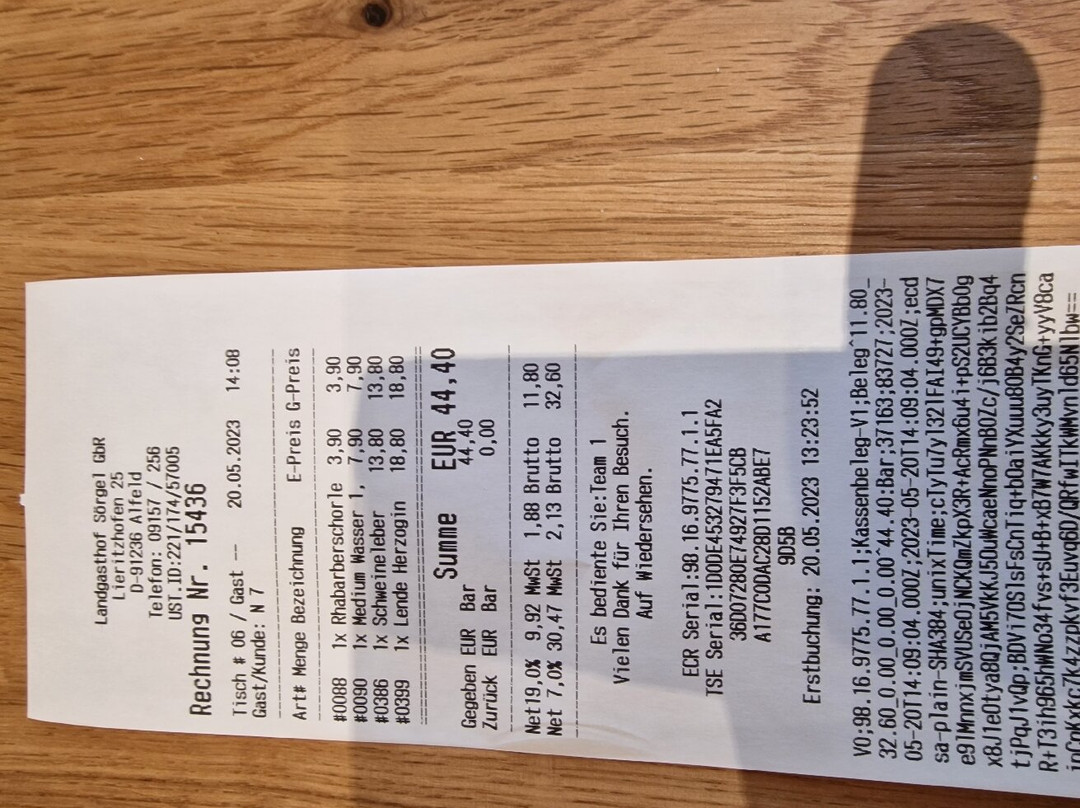 Landgasthof Sörgel GbR
Lieritzhofen 25
D-91236 Alfeld
Telefon: 09157 / 256
UST.ID:221/174/57005
Rechnung Nr. 15436
Tisch # 06 / Gast -- 20.05.2023 14:08
Gast/Kunde: N 7
Art# Menge Bezeichnung E-Preis G-Preis
#0088 1x Rhabarberschorle 3,90 3,90
#0090 1x Medium Wasser 1, 7,90 7,90
#0386 1x Schweineleber 13,80 13,80
#0399 1x Lende Herzogin 18,80 18,80
Summe EUR 44,40
Gegeben EUR Bar 44,40
Zurück EUR Bar 0,00
Net19,0% 9,92 MwSt 1,88 Brutto 11,80
Net 7,0% 30,47 MwSt 2,13 Brutto 32,60
Es bediente Sie:Team 1
Vielen Dank für Ihren Besuch.
Auf Wiedersehen.
ECR Serial:98.16.9775.77.1.1
TSE Serial:1D0DE453279471EA5FA2
36D07280E74927F3F5CB
A177C0DAC28D1152ABE7
9D5B
Erstbuchung: 20.05.2023 13:23:52
V0;98.16.9775.77.1.1;Kassenbeleg-V1;Beleg^11.80_
32.60_0.00_0.00_0.00^44.40:Bar;37163;83727;2023-
05-20T14:09:04.000Z;2023-05-20T14:09:04.000Z;ecd
sa-plain-SHA384;unixTime;